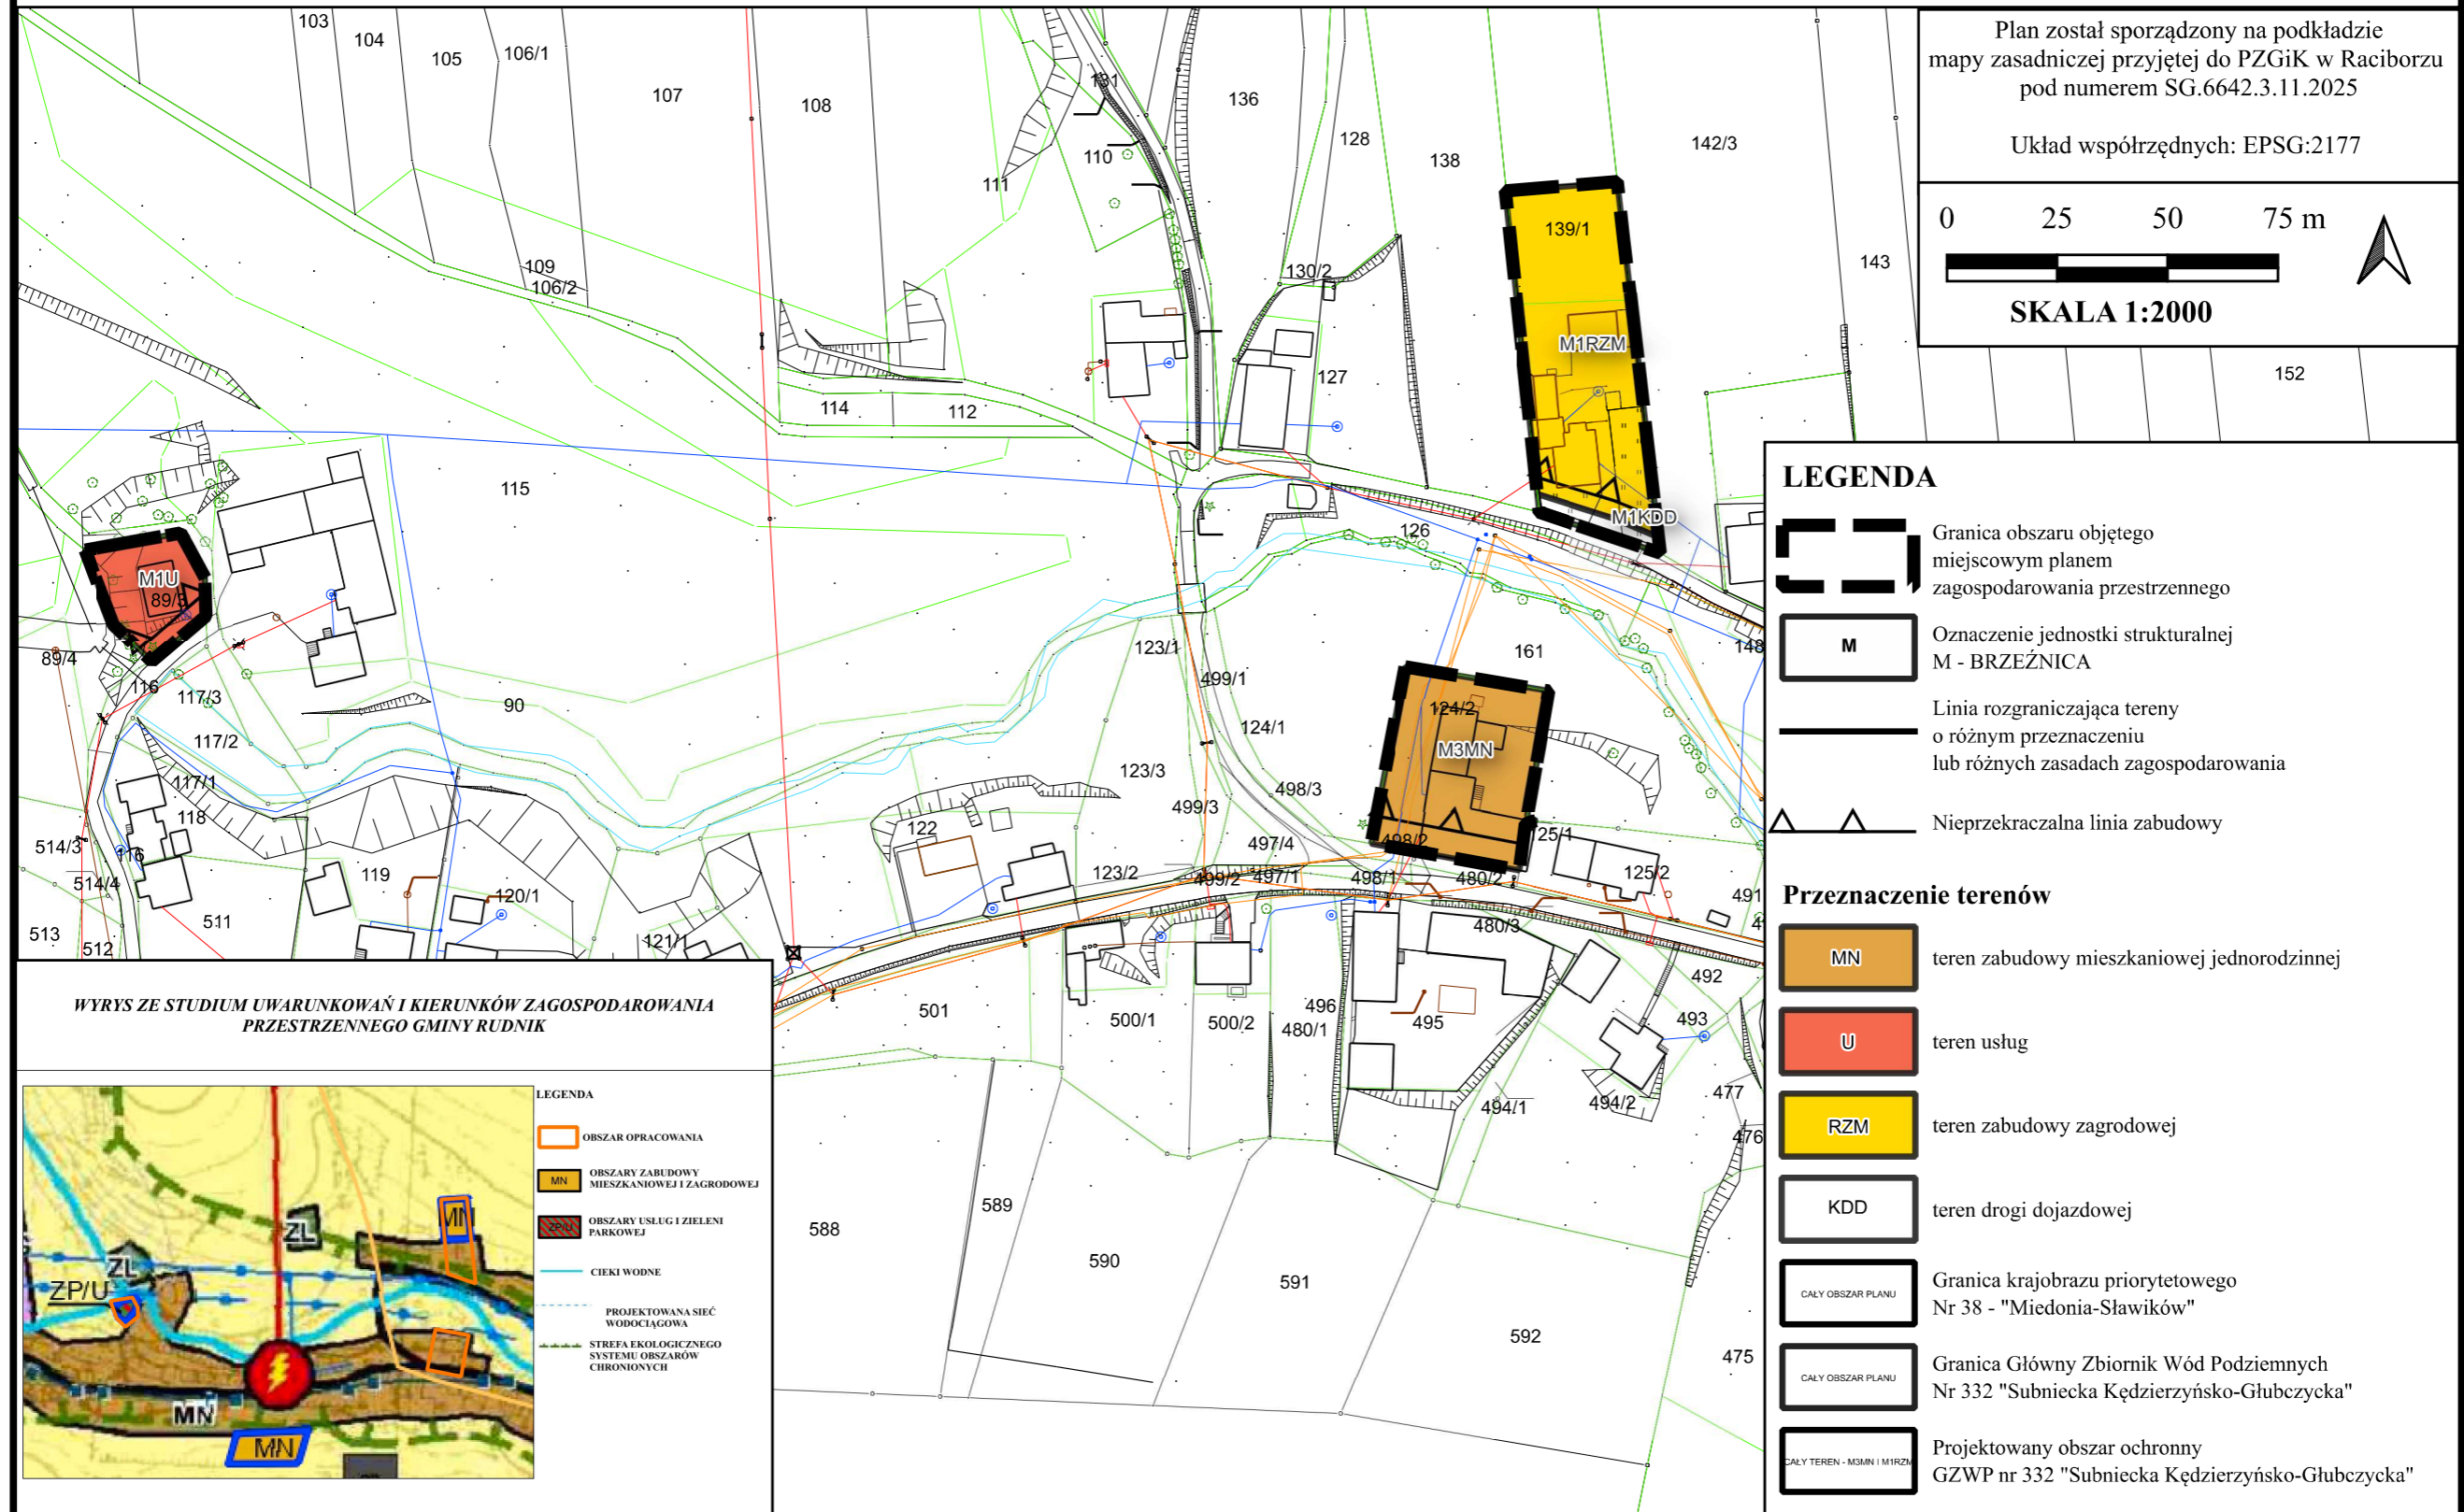 103
104
105
106/1
107
108
131
110
111
136
128
138
142/3
Plan został sporządzony na podkładzie
mapy zasadniczej przyjętej do PZGiK w Raciborzu
pod numerem SG.6642.3.11.2025
Układ współrzędnych: EPSG:2177
0 25 50 75 m
SKALA 1:2000
139/1
143
109
106/2
130/2
M1RZM
127
152
114
112
115
M1KDD
126
M1U
89/3
89/4
116
117/3
90
117/2
117/1
118
514/3
116
514/4
119
120/1
511
513
512
121/1
122
123/1
499/1
124/1
123/3
499/3
498/3
497/4
123/2
499/2
497/1
498/1
480/2
161
148
124/2
M3MN
498/2
125/1
125/2
491
480/3
492
501
500/1
500/2
480/1
496
495
493
494/1
494/2
477
476
588
589
590
591
592
475
LEGENDA
Granica obszaru objętego
miejscowym planem
zagospodarowania przestrzennego
M
Oznaczenie jednostki strukturalnej
M - BRZEŹNICA
Linia rozgraniczająca tereny
o różnym przeznaczeniu
lub różnych zasadach zagospodarowania
Nieprzekraczalna linia zabudowy
Przeznaczenie terenów
MN
teren zabudowy mieszkaniowej jednorodzinnej
U
teren usług
RZM
teren zabudowy zagrodowej
KDD
teren drogi dojazdowej
CAŁY OBSZAR PLANU
Granica krajobrazu priorytetowego
Nr 38 - "Miedonia-Sławików"
CAŁY OBSZAR PLANU
Granica Główny Zbiornik Wód Podziemnych
Nr 332 "Subniecka Kędzierzyńsko-Głubczycka"
CAŁY TEREN - M3MN I M1RZM
Projektowany obszar ochronny
GZWP nr 332 "Subniecka Kędzierzyńsko-Głubczycka"
WYRYS ZE STUDIUM UWARUNKOWAŃ I KIERUNKÓW ZAGOSPODAROWANIA
PRZESTRZENNEGO GMINY RUDNIK
ZL
ZL
ZP/U
MN
MN
MN
LEGENDA
OBSZAR OPRACOWANIA
MN
OBSZARY ZABUDOWY
MIESZKANIOWEJ I ZAGRODOWEJ
ZP/U
OBSZARY USŁUG I ZIELENI
PARKOWEJ
CIEKI WODNE
PROJEKTOWANA SIEĆ
WODOCIĄGOWA
STREFA EKOLOGICZNEGO
SYSTEMU OBSZARÓW
CHRONIONYCH